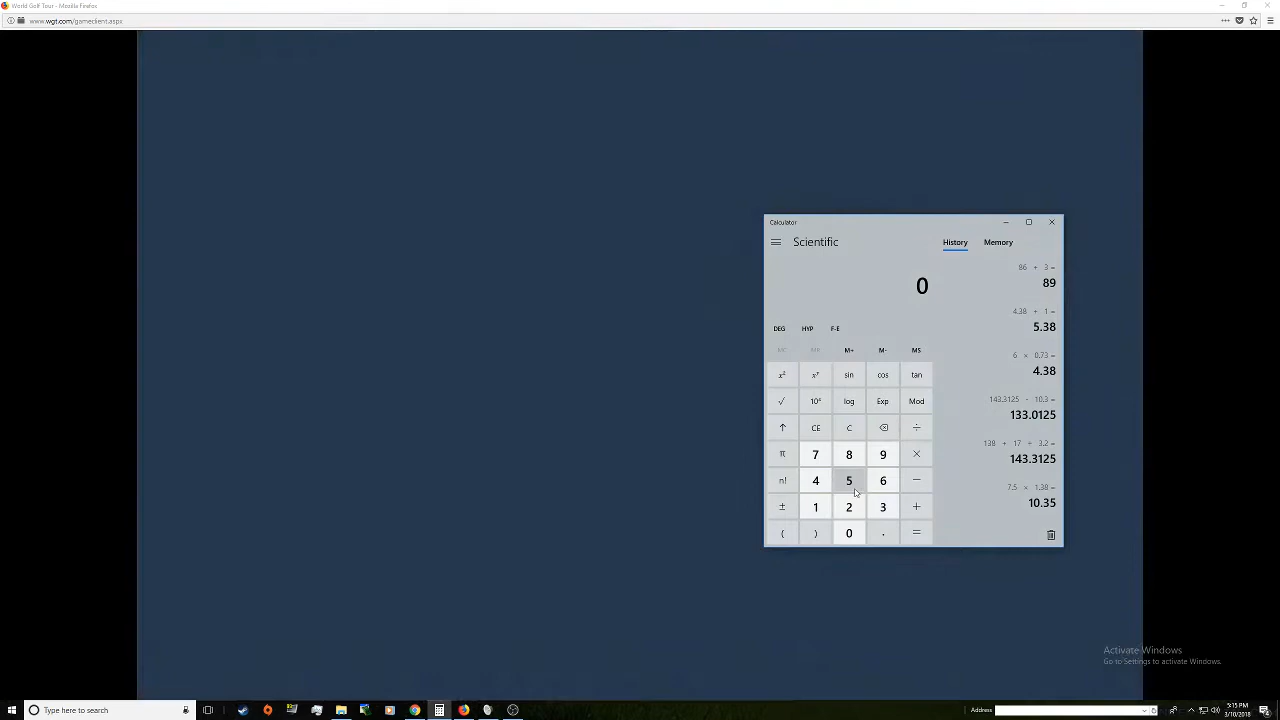 World Golf Tour - Mozilla Firefox
www.wgt.com/gameclient.aspx
Calculator
Scientific
History
Memory
0
86 + 3 =
89
4.38 + 1 =
5.38
6 × 0.73 =
4.38
143.3125 - 10.3 =
133.0125
138 + 17 + 3.2 =
143.3125
7.5 × 1.38 =
10.35
DEG HYP F-E
MC MR M+ M- MS
x² xʸ sin cos tan
√ 10ˣ log Exp Mod
↑ CE C ÷
π 7 8 9 ×
n! 4 5 6 −
± 1 2 3 +
( ) 0 . =
Activate Windows
Go to Settings to activate Windows.
Type here to search
Address
5:15 PM
3/10/2018